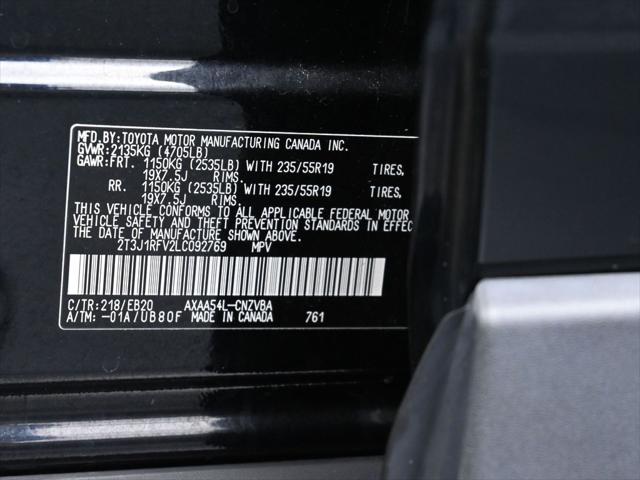 MFD.BY:TOYOTA MOTOR MANUFACTURING CANADA INC.
GVWR:2135KG (4705LB)
GAWR:FRT. 1150KG (2535LB) WITH 235/55R19 TIRES,
19X7.5J RIMS.
RR. 1150KG (2535LB) WITH 235/55R19 TIRES,
19X7.5J RIMS.
THIS VEHICLE CONFORMS TO ALL APPLICABLE FEDERAL MOTOR
VEHICLE SAFETY AND THEFT PREVENTION STANDARDS IN EFFEC
THE DATE OF MANUFACTURE SHOWN ABOVE.
2T3J1RFV2LC092769 MPV
C/TR:218/EB20 AXAA54L-CNZVBA
A/TM: -01A/UB80F MADE IN CANADA 761